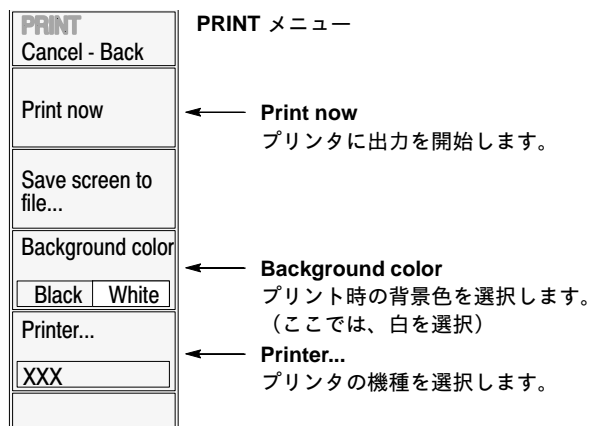 PRINT
Cancel - Back
Print now
Save screen to
file...
Background color
Black White
Printer...
XXX
PRINT メニュー
Print now
プリンタに出力を開始します。
Background color
プリント時の背景色を選択します。
（ここでは、白を選択）
Printer...
プリンタの機種を選択します。